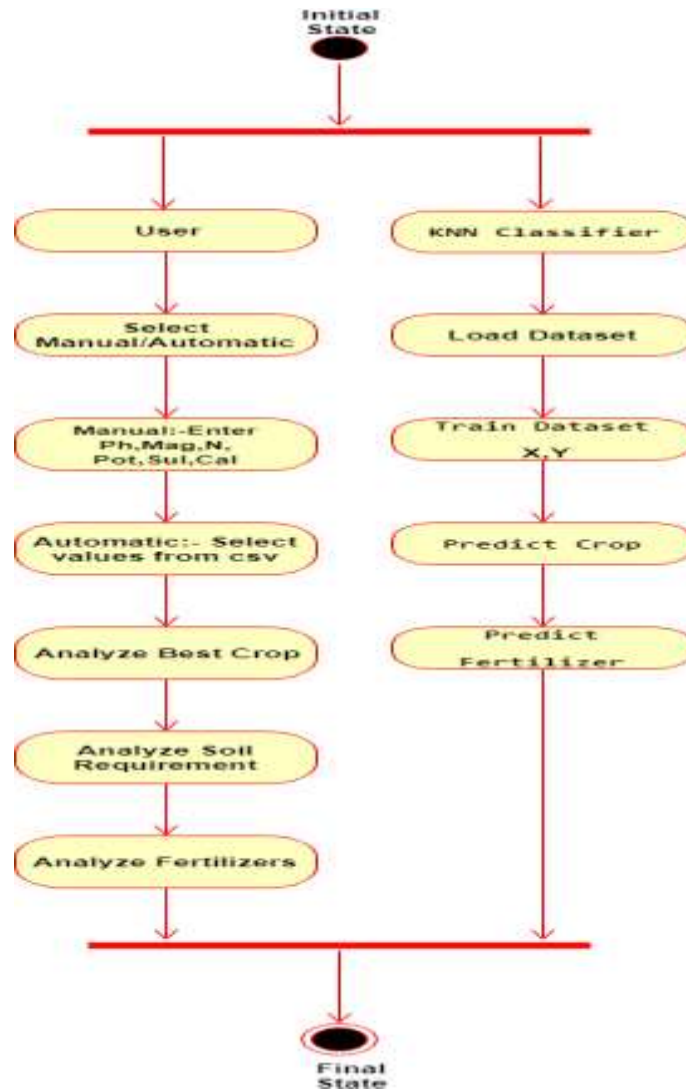 Initial
State
User
Select
Manual/Automatic
Manual:-Enter
Ph,Mag,N,
Pot,Sul,Cal
Automatic:- Select
values from csv
Analyze Best Crop
Analyze Soil
Requirement
Analyze Fertilizers
KNN Classifier
Load Dataset
Train Dataset
X,Y
Predict Crop
Predict
Fertilizer
Final
State